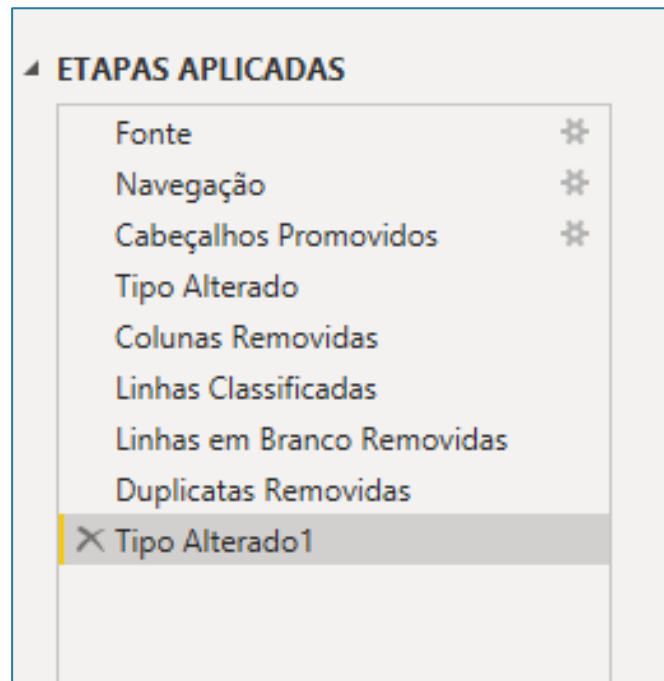 ETAPAS APLICADAS
Fonte
Navegação
Cabeçalhos Promovidos
Tipo Alterado
Colunas Removidas
Linhas Classificadas
Linhas em Branco Removidas
Duplicatas Removidas
Tipo Alterado1